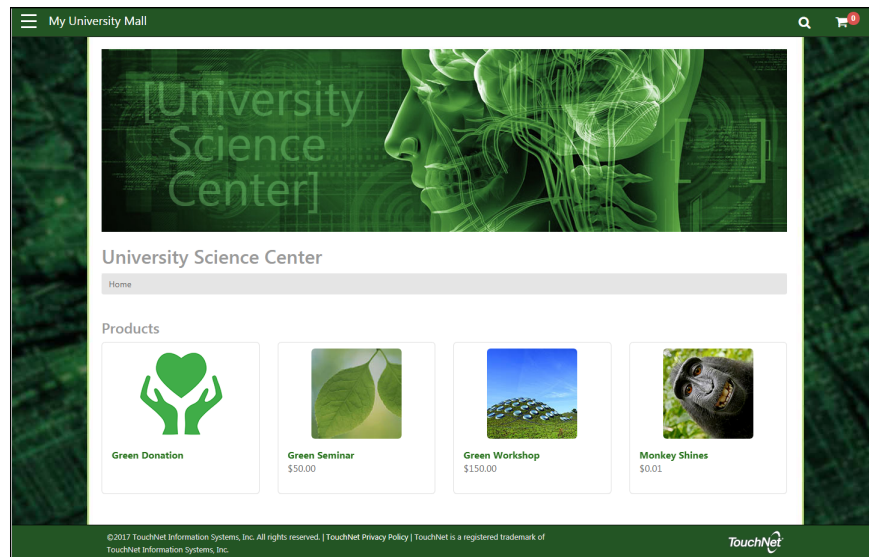 My University Mall
0
[University
Science
Center]
University Science Center
Home
Products
Green Donation
Green Seminar
$50.00
Green Workshop
$150.00
Monkey Shines
$0.01
©2017 TouchNet Information Systems, Inc. All rights reserved. | TouchNet Privacy Policy | TouchNet is a registered trademark of
TouchNet Information Systems, Inc.
TouchNet